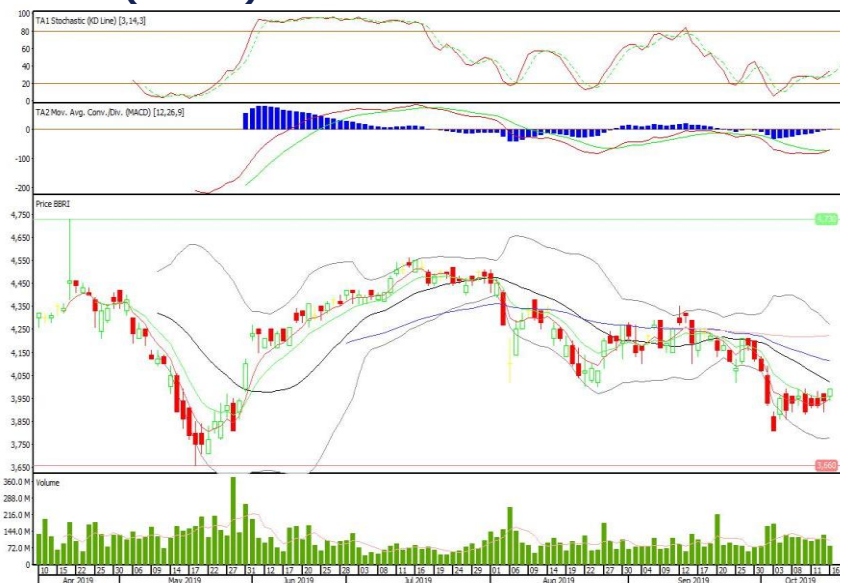 100
TA1 Stochastic (KD Line) [3,14,3]
80
60
40
20
0
TA2 Mov. Avg. Conv./Div. (MACD) [12,26,9]
0
-100
-200
Price BBRI
4,750
4,650
4,550
4,450
4,350
4,250
4,150
4,050
3,950
3,850
3,750
3,650
4,730
3,660
Volume
360.0 M
288.0 M
216.0 M
144.0 M
72.0 M
0
10 15 22 25 30 06 09 14 17 22 27 31 12 17 20 25 28 03 08 11 16 19 24 29 01 06 09 14 19 22 27 30 04 09 12 17 20 25 30 03 08 11 16
Apr 2019 May 2019 Jun 2019 Jul 2019 Aug 2019 Sep 2019 Oct 2019